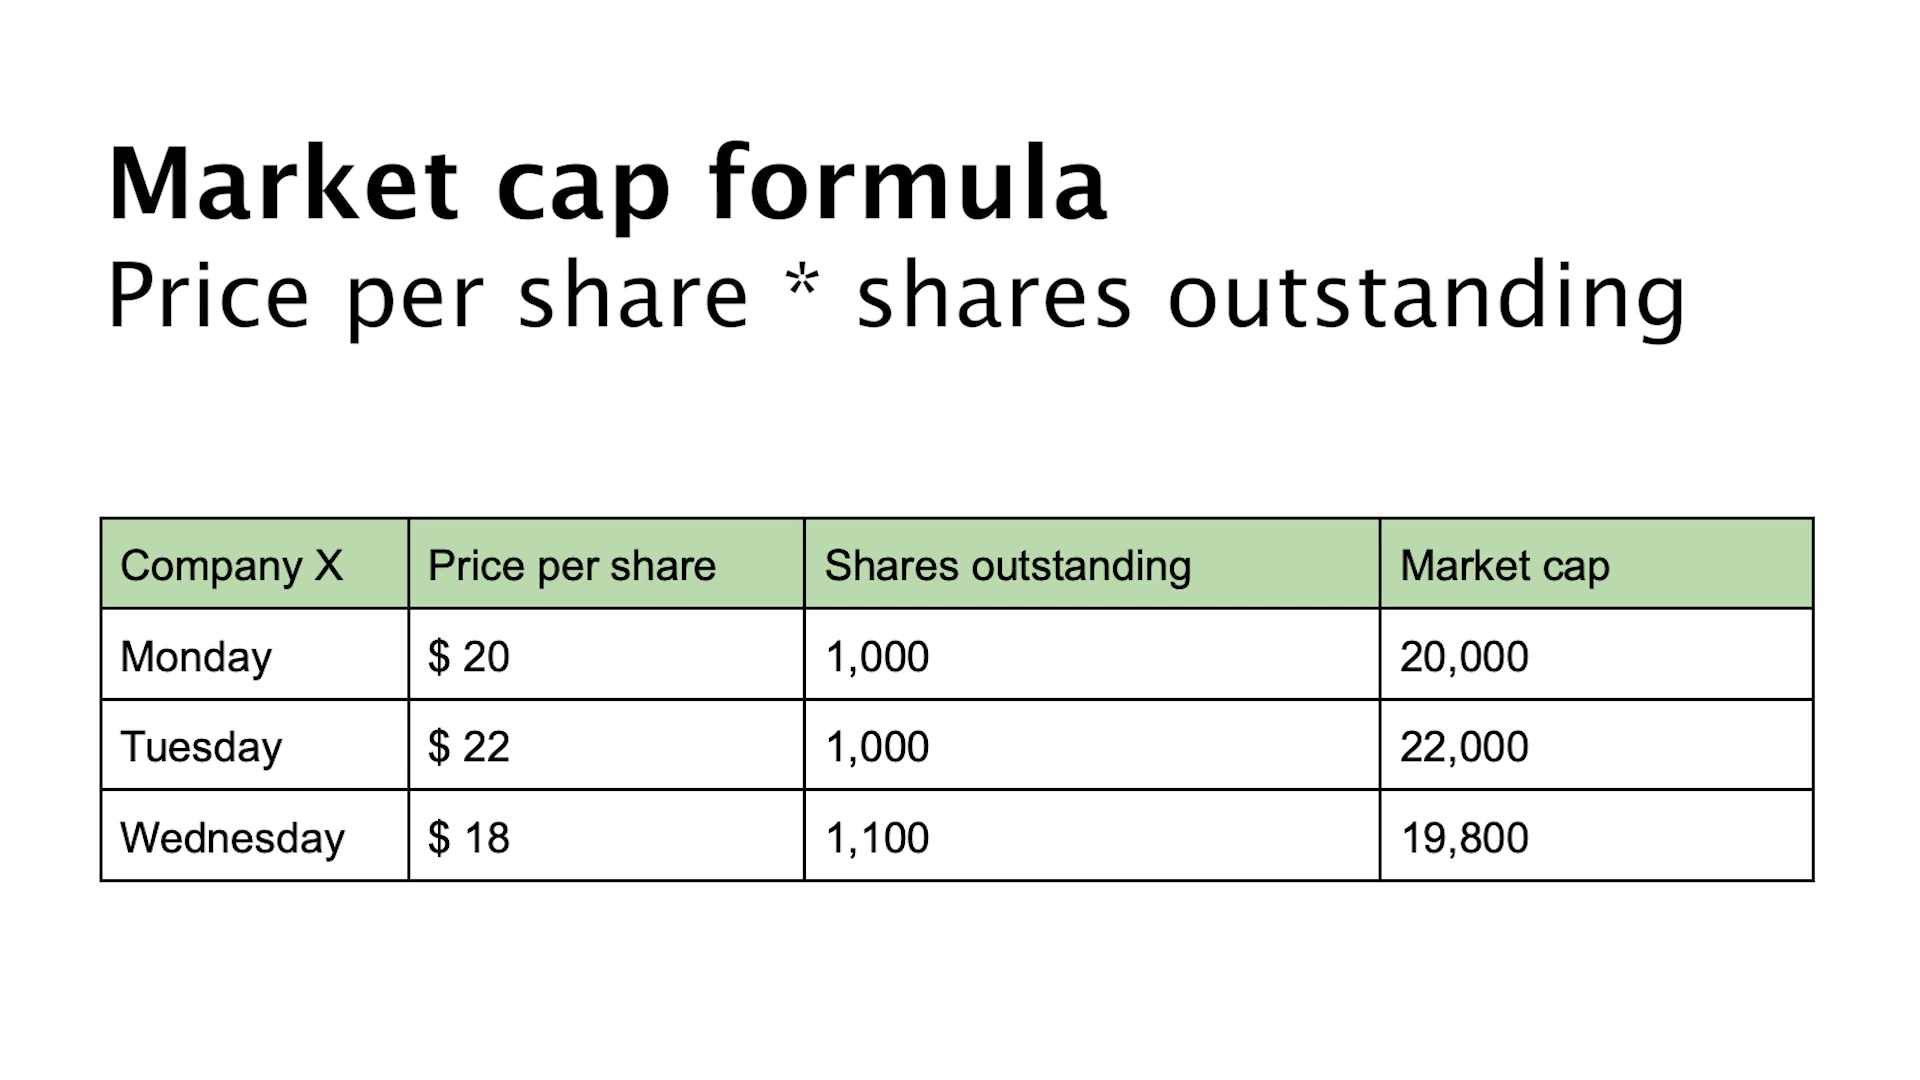 Market cap formula
Price per share * shares outstanding
Company X Price per share Shares outstanding Market cap
Monday $ 20 1,000 20,000
Tuesday $ 22 1,000 22,000
Wednesday $ 18 1,100 19,800